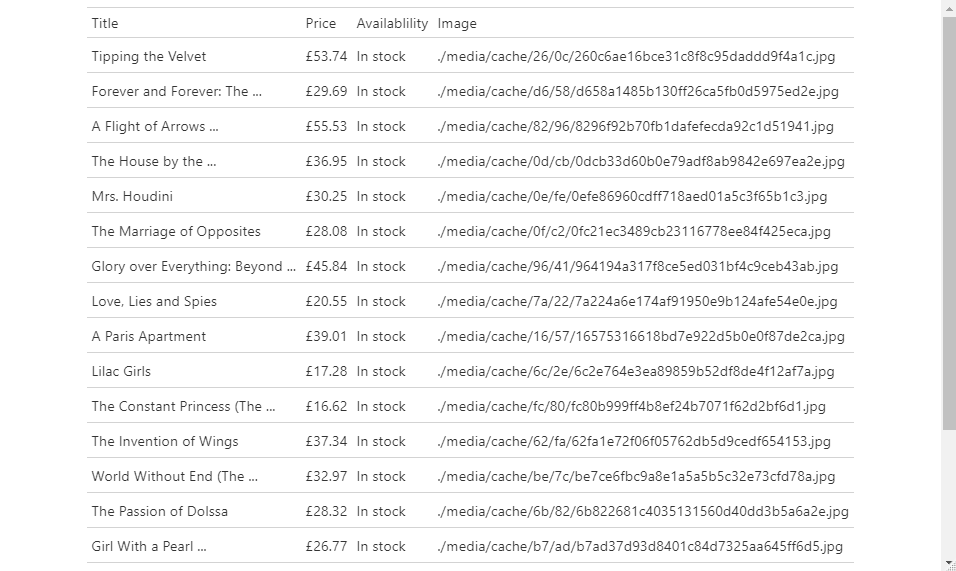 Title Price Availablility Image
Tipping the Velvet £53.74 In stock ./media/cache/26/0c/260c6ae16bce31c8f8c95daddd9f4a1c.jpg
Forever and Forever: The ... £29.69 In stock ./media/cache/d6/58/d658a1485b130ff26ca5fb0d5975ed2e.jpg
A Flight of Arrows ... £55.53 In stock ./media/cache/82/96/8296f92b70fb1dafefecda92c1d51941.jpg
The House by the ... £36.95 In stock ./media/cache/0d/cb/0dcb33d60b0e79adf8ab9842e697ea2e.jpg
Mrs. Houdini £30.25 In stock ./media/cache/0e/fe/0efe86960cdff718aed01a5c3f65b1c3.jpg
The Marriage of Opposites £28.08 In stock ./media/cache/0f/c2/0fc21ec3489cb23116778ee84f425eca.jpg
Glory over Everything: Beyond ... £45.84 In stock ./media/cache/96/41/964194a317f8ce5ed031bf4c9ceb43ab.jpg
Love, Lies and Spies £20.55 In stock ./media/cache/7a/22/7a224a6e174af91950e9b124afe54e0e.jpg
A Paris Apartment £39.01 In stock ./media/cache/16/57/16575316618bd7e922d5b0e0f87de2ca.jpg
Lilac Girls £17.28 In stock ./media/cache/6c/2e/6c2e764e3ea89859b52df8de4f12af7a.jpg
The Constant Princess (The ... £16.62 In stock ./media/cache/fc/80/fc80b999ff4b8ef24b7071f62d2bf6d1.jpg
The Invention of Wings £37.34 In stock ./media/cache/62/fa/62fa1e72f06f05762db5d9cedf654153.jpg
World Without End (The ... £32.97 In stock ./media/cache/be/7c/be7ce6fbc9a8e1a5a5b5c32e73cfd78a.jpg
The Passion of Dolssa £28.32 In stock ./media/cache/6b/82/6b822681c4035131560d40dd3b5a6a2e.jpg
Girl With a Pearl ... £26.77 In stock ./media/cache/b7/ad/b7ad37d93d8401c84d7325aa645ff6d5.jpg